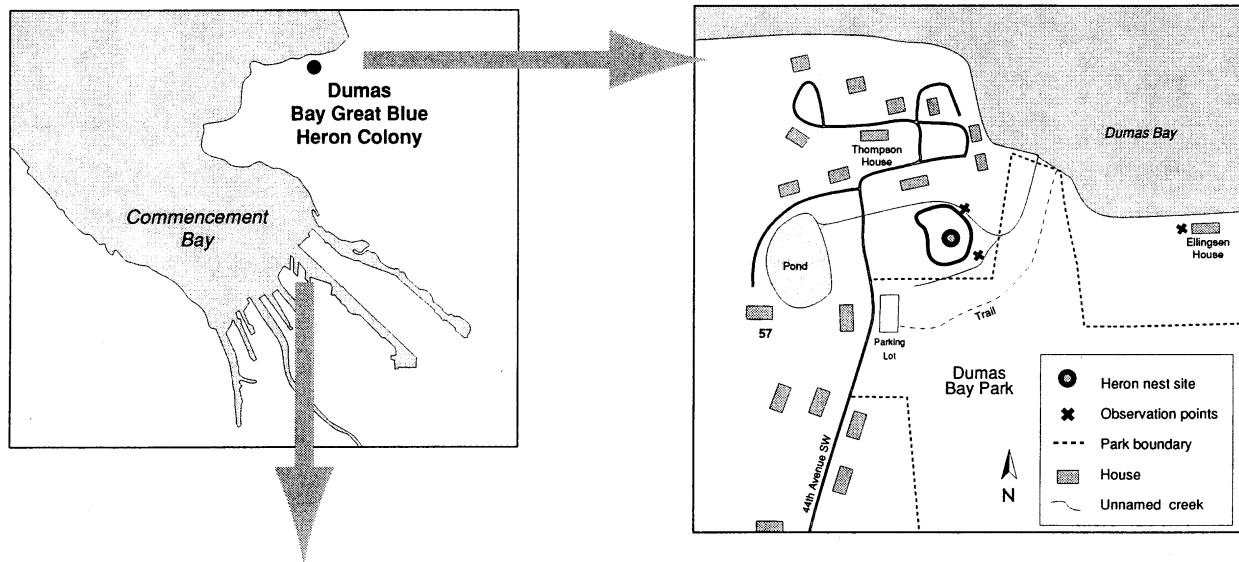 Dumas
Bay Great Blue
Heron Colony
Commencement
Bay
Dumas Bay
Thompson
House
Ellingsen
House
Pond
57
Parking
Lot
Trail
Dumas
Bay Park
44th Avenue SW
N
Heron nest site
Observation points
Park boundary
House
Unnamed creek